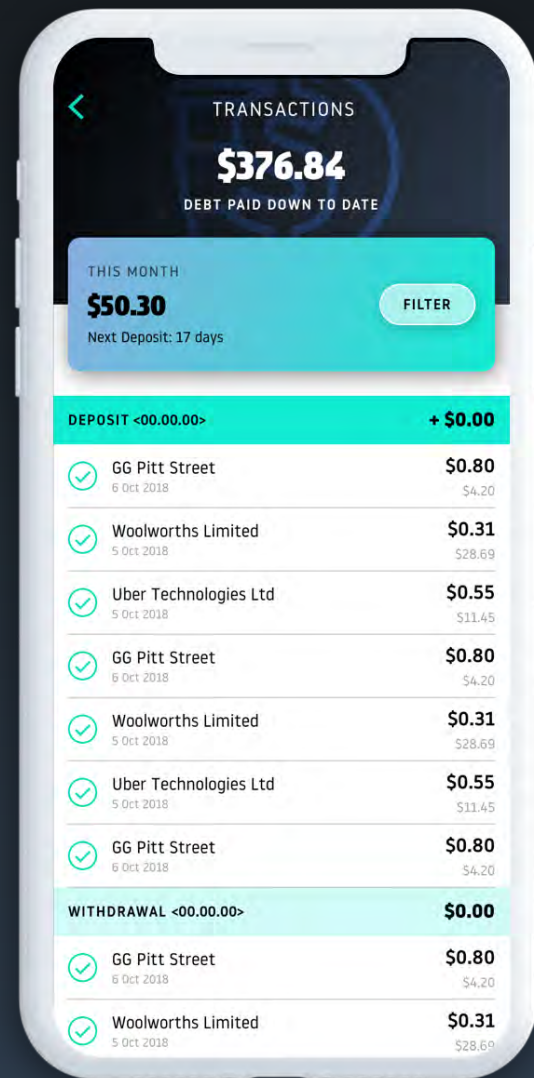 TRANSACTIONS
$376.84
DEBT PAID DOWN TO DATE
THIS MONTH
$50.30
Next Deposit: 17 days
FILTER
DEPOSIT <00.00.00> + $0.00
GG Pitt Street $0.80
6 Oct 2018 $4.20
Woolworths Limited $0.31
5 Oct 2018 $28.69
Uber Technologies Ltd $0.55
5 Oct 2018 $11.45
GG Pitt Street $0.80
6 Oct 2018 $4.20
Woolworths Limited $0.31
5 Oct 2018 $28.69
Uber Technologies Ltd $0.55
5 Oct 2018 $11.45
GG Pitt Street $0.80
6 Oct 2018 $4.20
WITHDRAWAL <00.00.00> $0.00
GG Pitt Street $0.80
6 Oct 2018 $4.20
Woolworths Limited $0.31
5 Oct 2018 $28.69